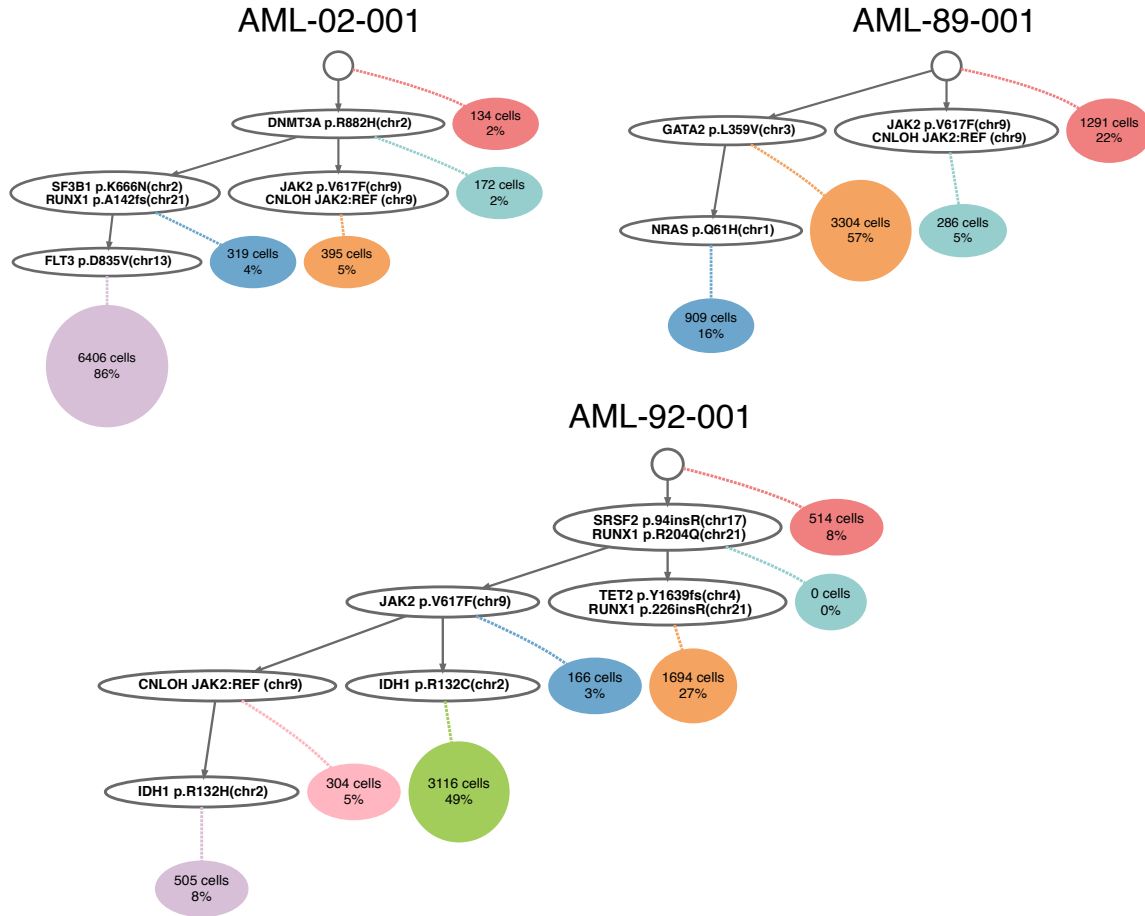 AML-02-001
DNMT3A p.R882H(chr2)
134 cells
2%
SF3B1 p.K666N(chr2)
RUNX1 p.A142fs(chr21)
JAK2 p.V617F(chr9)
CNLOH JAK2:REF (chr9)
172 cells
2%
FLT3 p.D835V(chr13)
319 cells
4%
395 cells
5%
6406 cells
86%
AML-89-001
GATA2 p.L359V(chr3)
JAK2 p.V617F(chr9)
CNLOH JAK2:REF (chr9)
1291 cells
22%
NRAS p.Q61H(chr1)
3304 cells
57%
286 cells
5%
909 cells
16%
AML-92-001
SRSF2 p.94insR(chr17)
RUNX1 p.R204Q(chr21)
514 cells
8%
JAK2 p.V617F(chr9)
TET2 p.Y1639fs(chr4)
RUNX1 p.226insR(chr21)
0 cells
0%
CNLOH JAK2:REF (chr9)
IDH1 p.R132C(chr2)
166 cells
3%
1694 cells
27%
IDH1 p.R132H(chr2)
304 cells
5%
3116 cells
49%
505 cells
8%